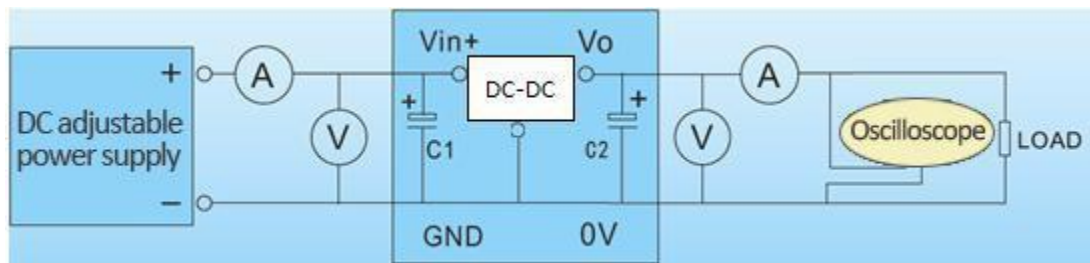 DC adjustable
power supply
+
−
A
V
Vin+
Vo
+
C1
DC-DC
+
C2
GND
0V
V
A
Oscilloscope
LOAD